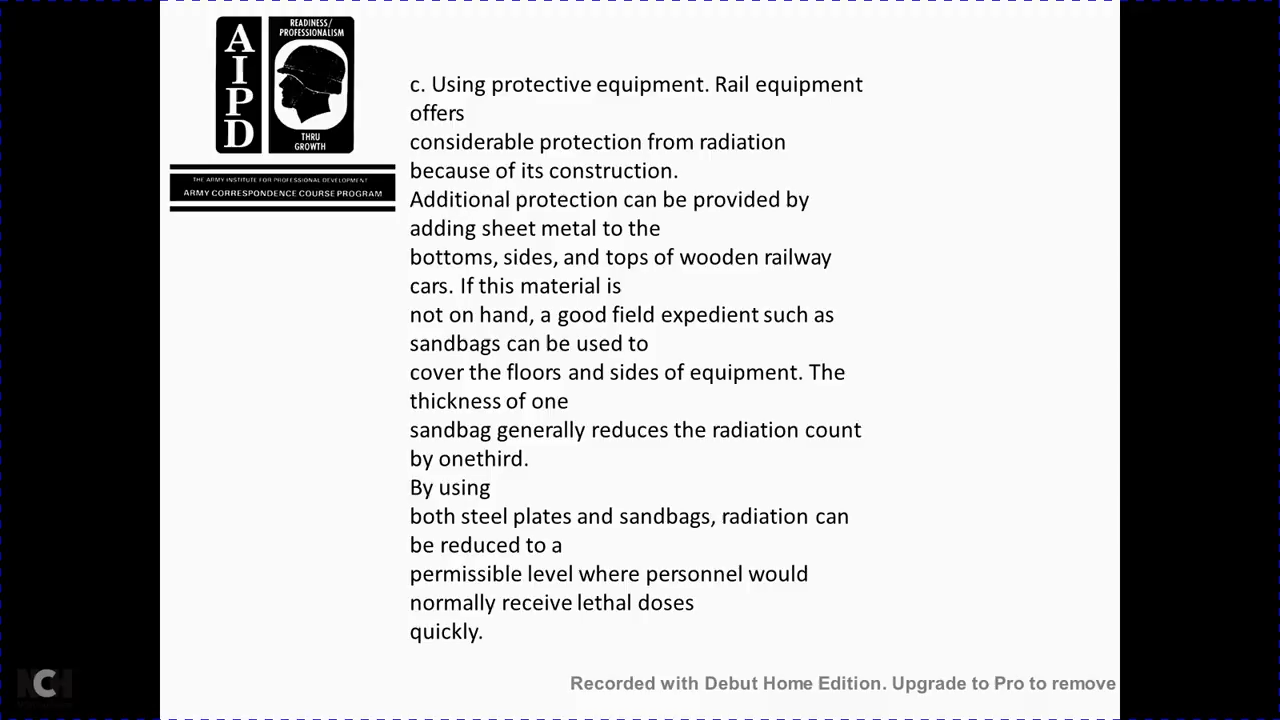 AIPD
READINESS/
PROFESSIONALISM
THRU
GROWTH
THE ARMY INSTITUTE FOR PROFESSIONAL DEVELOPMENT
ARMY CORRESPONDENCE COURSE PROGRAM
c. Using protective equipment. Rail equipment
offers
considerable protection from radiation
because of its construction.
Additional protection can be provided by
adding sheet metal to the
bottoms, sides, and tops of wooden railway
cars. If this material is
not on hand, a good field expedient such as
sandbags can be used to
cover the floors and sides of equipment. The
thickness of one
sandbag generally reduces the radiation count
by onethird.
By using
both steel plates and sandbags, radiation can
be reduced to a
permissible level where personnel would
normally receive lethal doses
quickly.
NCH
Recorded with Debut Home Edition. Upgrade to Pro to remove